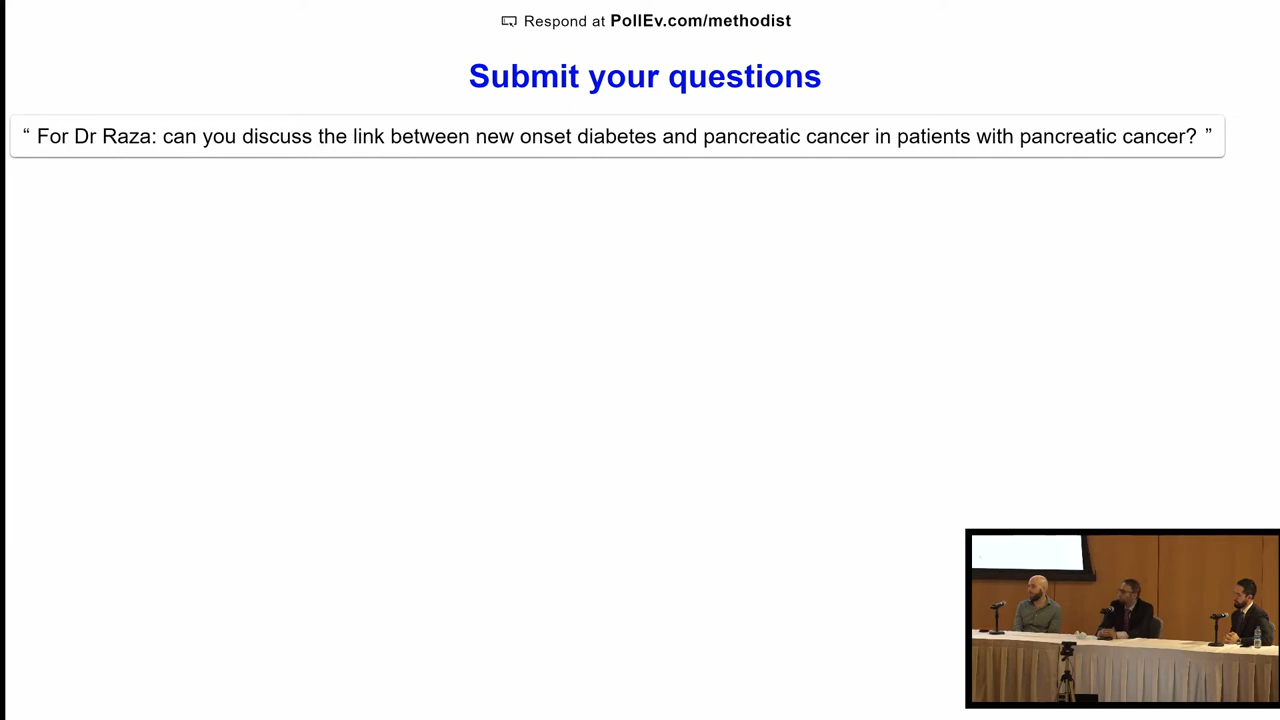 Respond at PollEv.com/methodist
Submit your questions
“ For Dr Raza: can you discuss the link between new onset diabetes and pancreatic cancer in patients with pancreatic cancer? ”